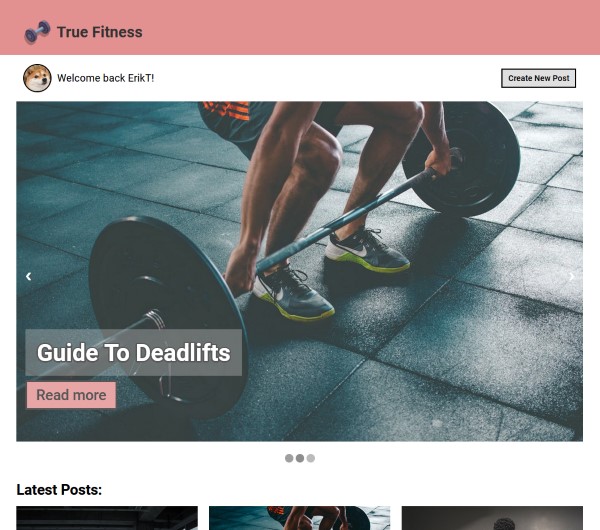 True Fitness
Welcome back ErikT!
Create New Post
Guide To Deadlifts
Read more
Latest Posts: